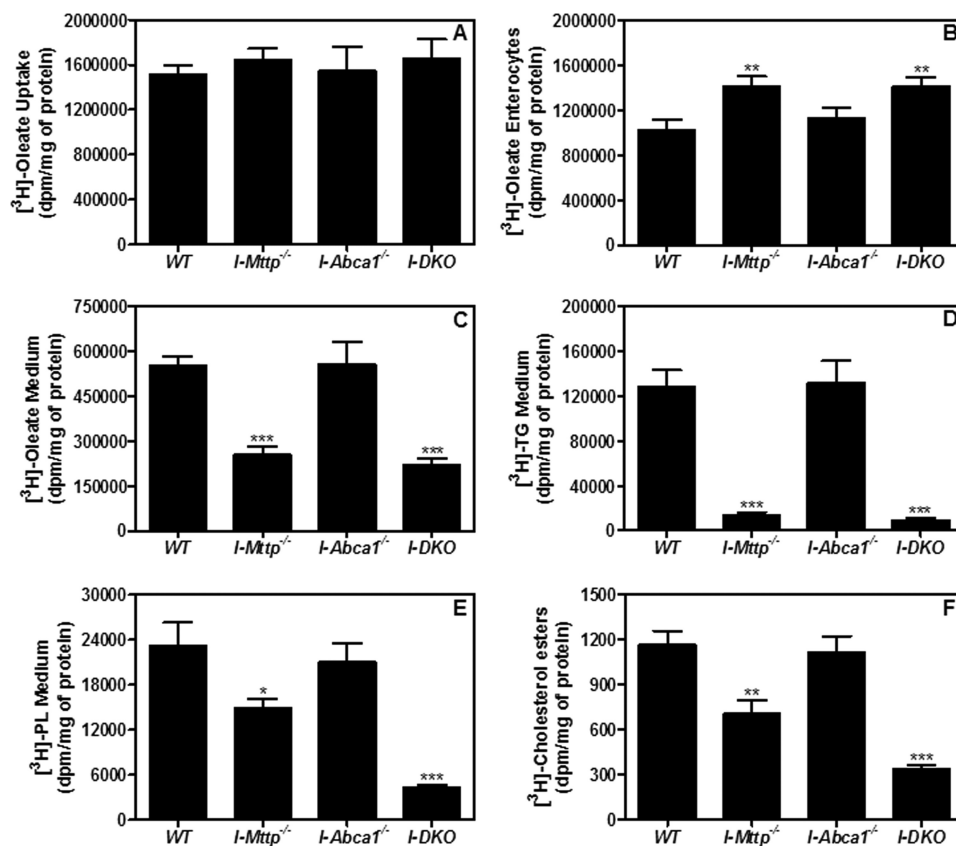 A
[³H]-Oleate Uptake
(dpm/mg of protein)
2000000
1600000
1200000
800000
400000
0
WT I-Mttp-/- I-Abca1-/- I-DKO
B
[³H]-Oleate Enterocytes
(dpm/mg of protein)
2000000
1600000
1200000
800000
400000
0
** **
WT I-Mttp-/- I-Abca1-/- I-DKO
C
[³H]-Oleate Medium
(dpm/mg of protein)
750000
600000
450000
300000
150000
0
*** ***
WT I-Mttp-/- I-Abca1-/- I-DKO
D
[³H]-TG Medium
(dpm/mg of protein)
200000
160000
120000
80000
40000
0
*** ***
WT I-Mttp-/- I-Abca1-/- I-DKO
E
[³H]-PL Medium
(dpm/mg of protein)
30000
24000
18000
12000
6000
0
* ***
WT I-Mttp-/- I-Abca1-/- I-DKO
F
[³H]-Cholesterol esters
(dpm/mg of protein)
1500
1200
900
600
300
0
** ***
WT I-Mttp-/- I-Abca1-/- I-DKO